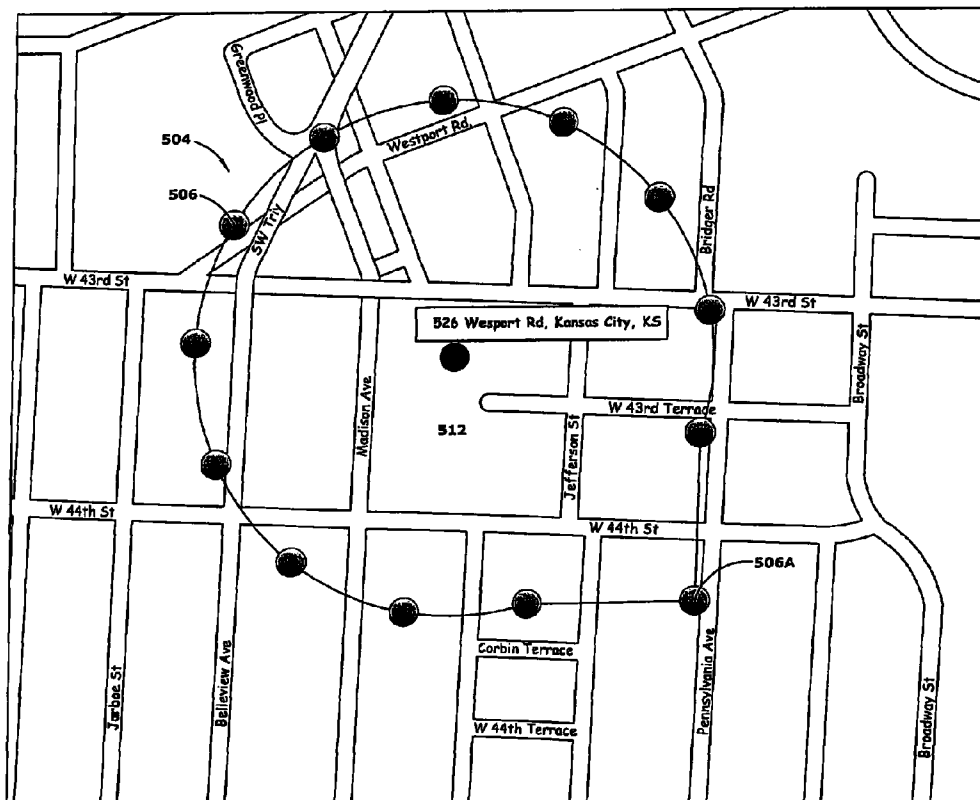 Greenwood Pl
504
Westport Rd,
506
SW Triy
Bridger Rd
W 43rd St
W 43rd St
526 Wesport Rd, Kansas City, KS
Broadway St
Madison Ave
W 43rd Terrace
512
Jefferson St
W 44th St
W 44th St
506A
Corbin Terrace
Jarboe St
Belleview Ave
Pennsylvania Ave
W 44th Terrace
Broadway St